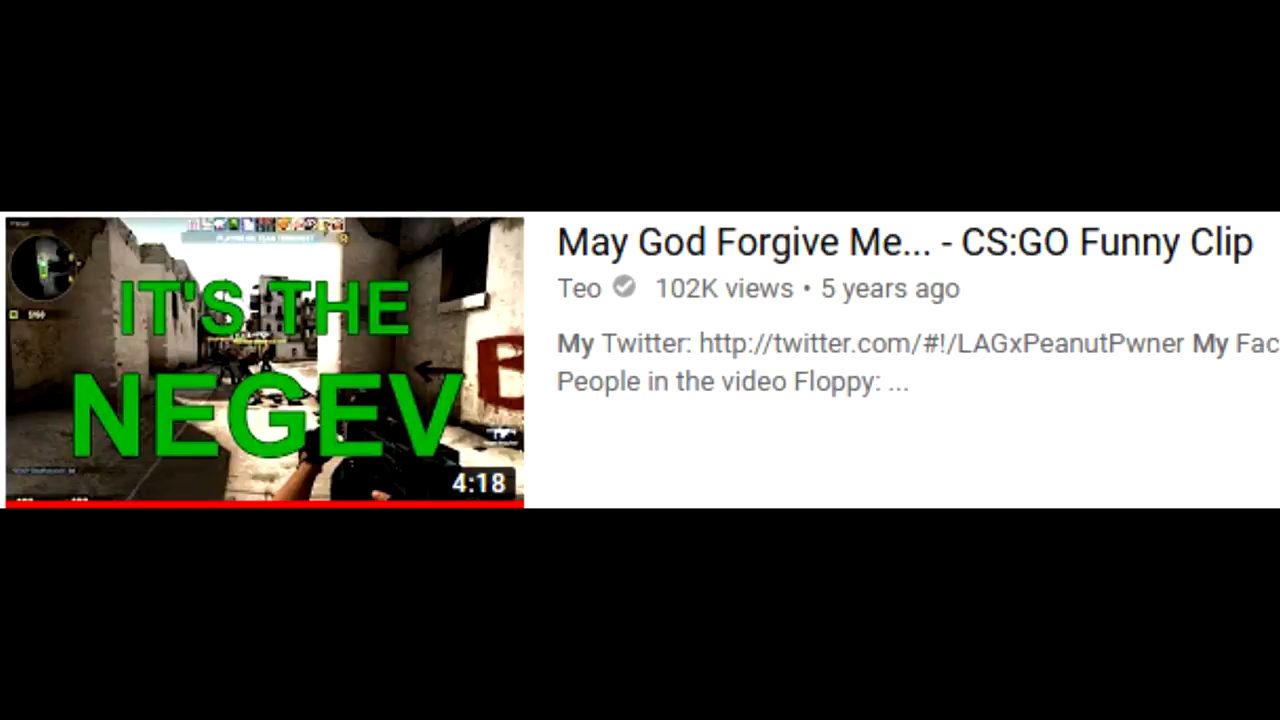 IT'S THE
NEGEV
B
4:18
May God Forgive Me... - CS:GO Funny Clip
Teo 102K views • 5 years ago
My Twitter: http://twitter.com/#!/LAGxPeanutPwner My Fac
People in the video Floppy: ...